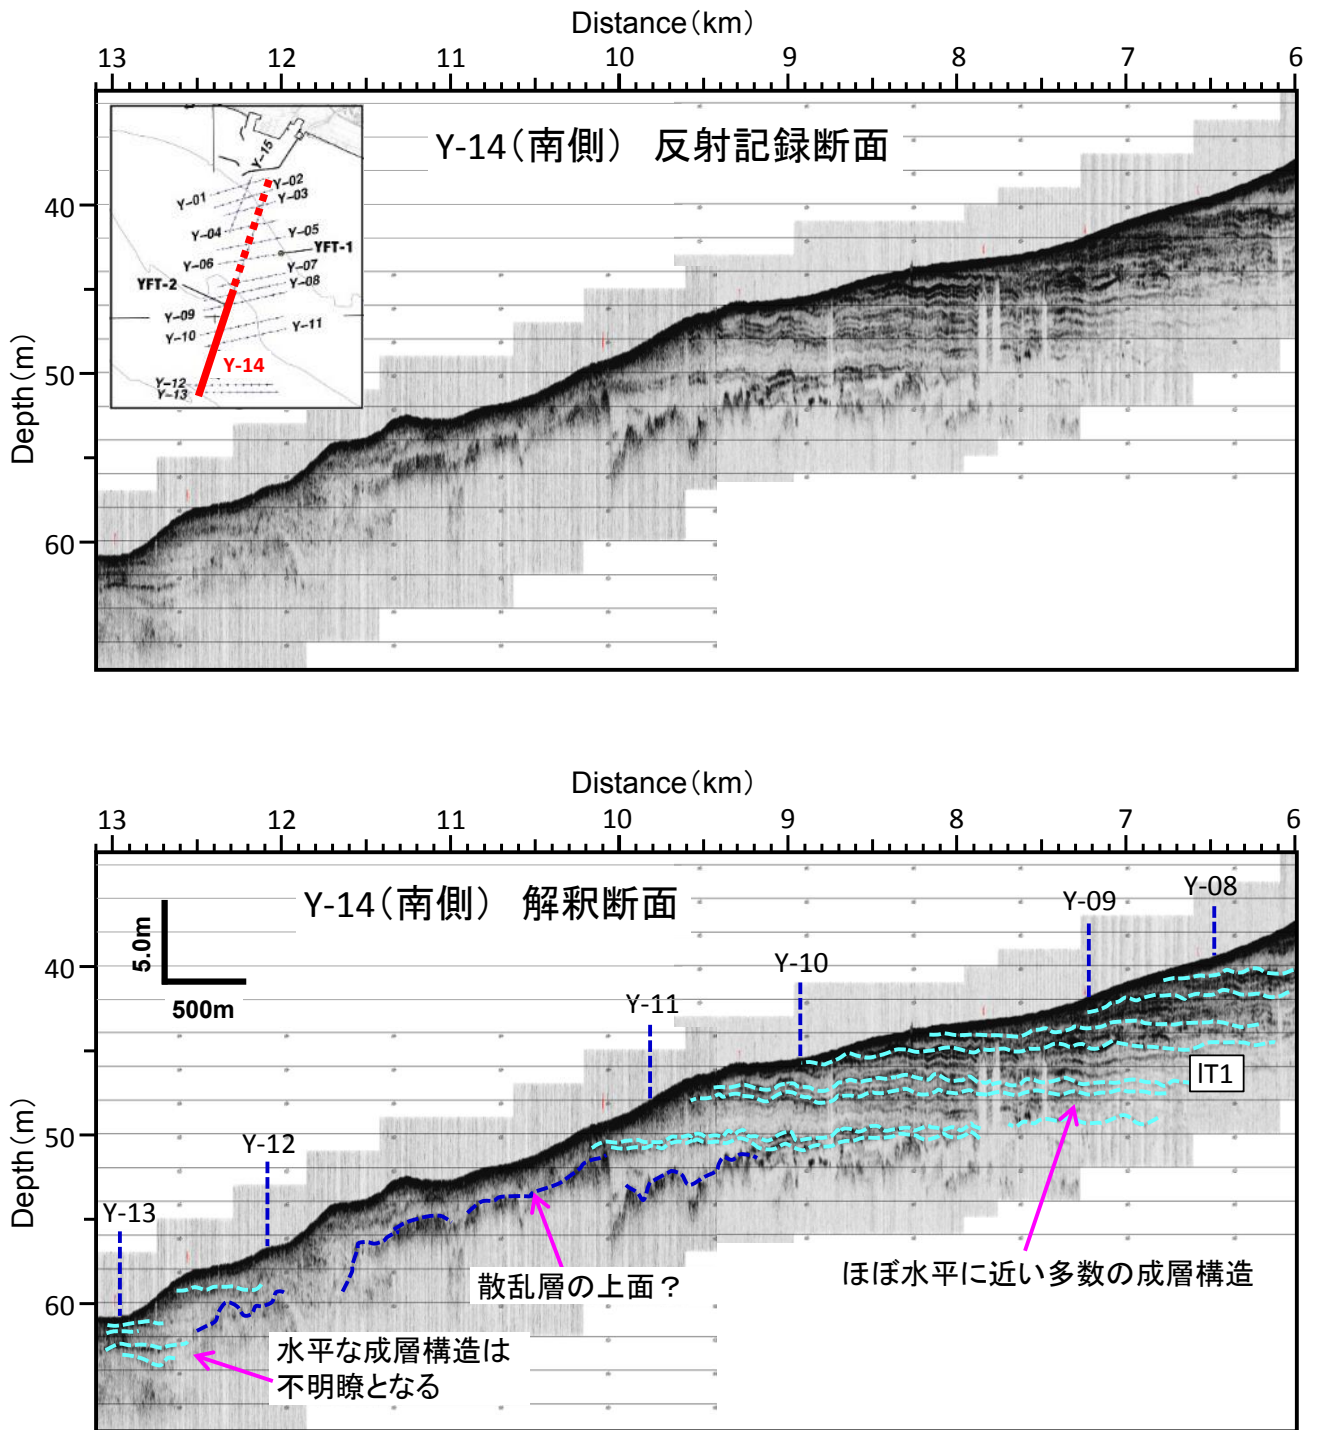 Distance(km)
13 12 11 10 9 8 7 6
Y-14(南側) 反射記録断面
Depth(m)
40
50
60
Y-15
Y-01
Y-02
Y-03
Y-04
Y-05
YFT-1
Y-06
Y-07
YFT-2
Y-08
Y-09
Y-10
Y-11
Y-14
Y-12
Y-13
Distance(km)
13 12 11 10 9 8 7 6
Y-14(南側) 解釈断面
Depth(m)
40
50
60
5.0m
500m
Y-08
Y-09
Y-10
Y-11
Y-12
Y-13
IT1
ほぼ水平に近い多数の成層構造
散乱層の上面?
水平な成層構造は
不明瞭となる